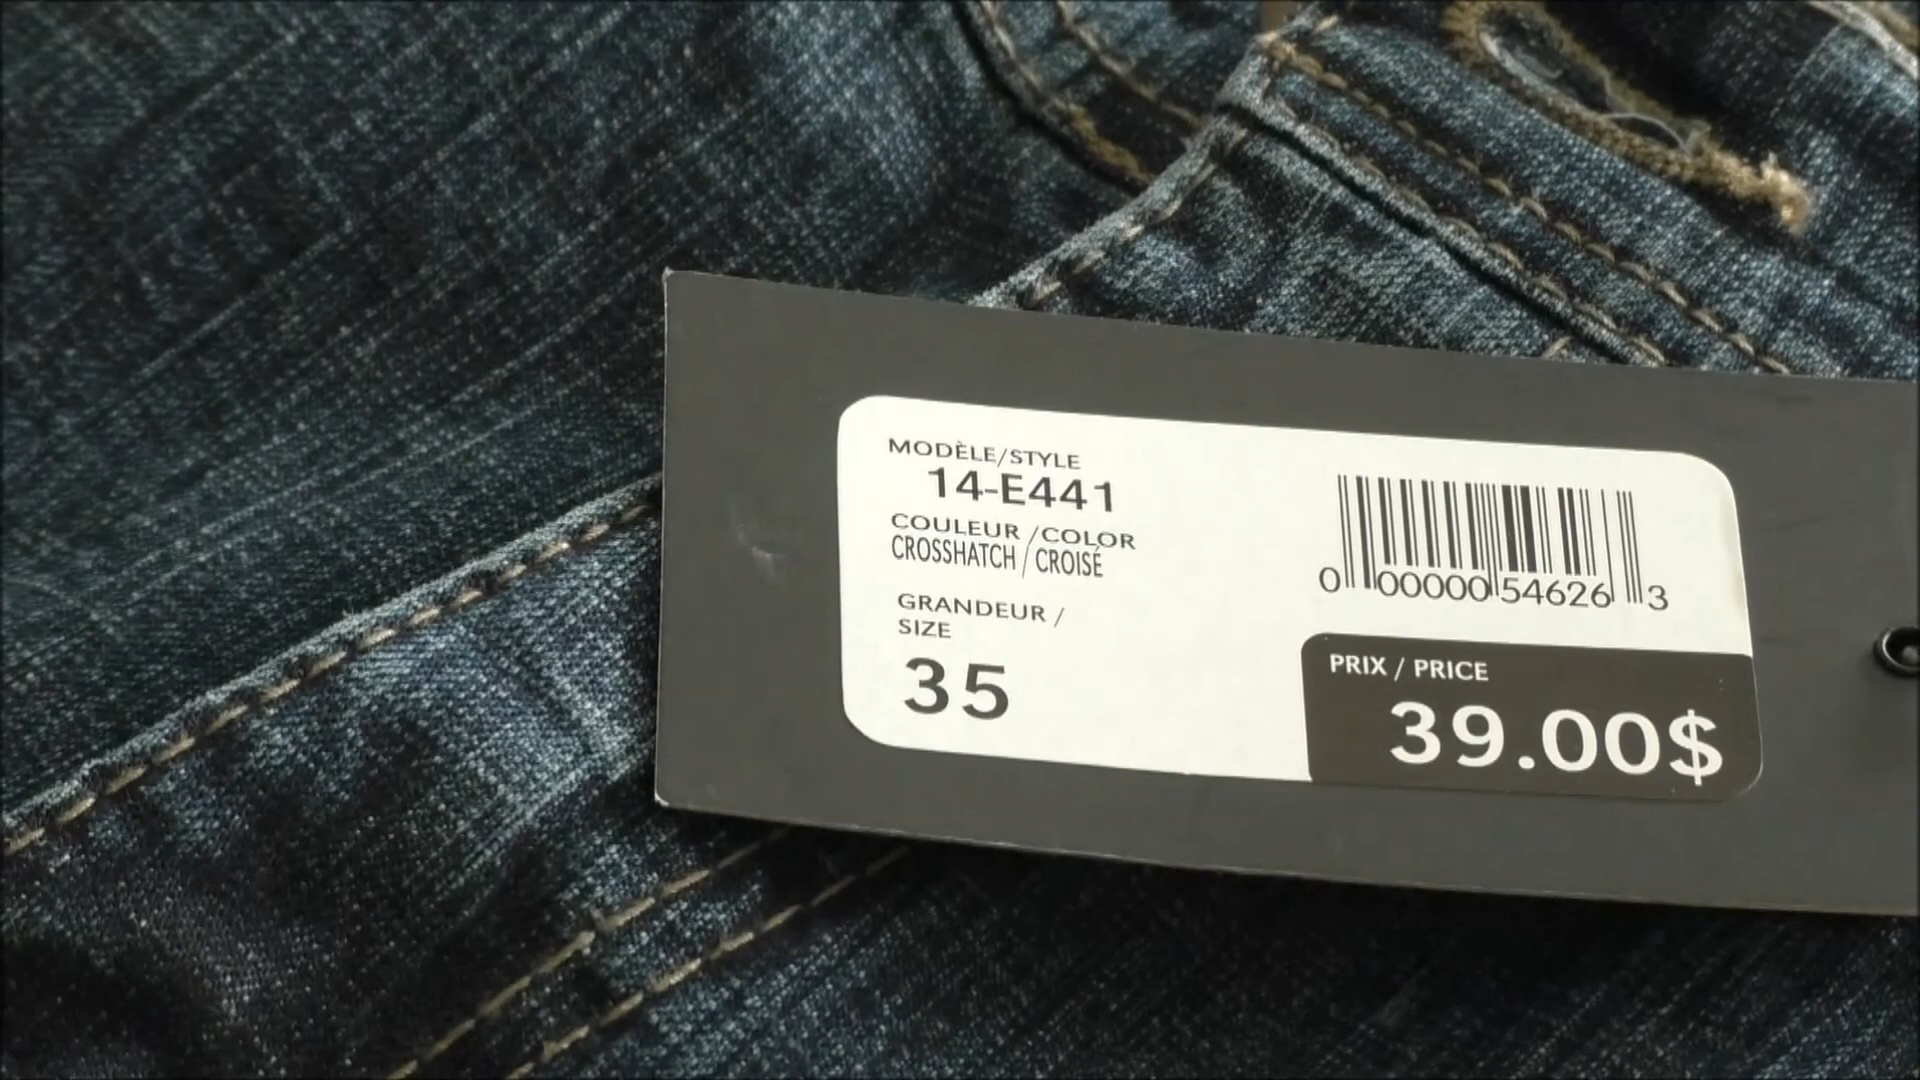 MODÈLE/STYLE
14-E441
COULEUR /COLOR
CROSSHATCH / CROISÉ
GRANDEUR /
SIZE
35
0 00000 54626 3
PRIX / PRICE
39.00$